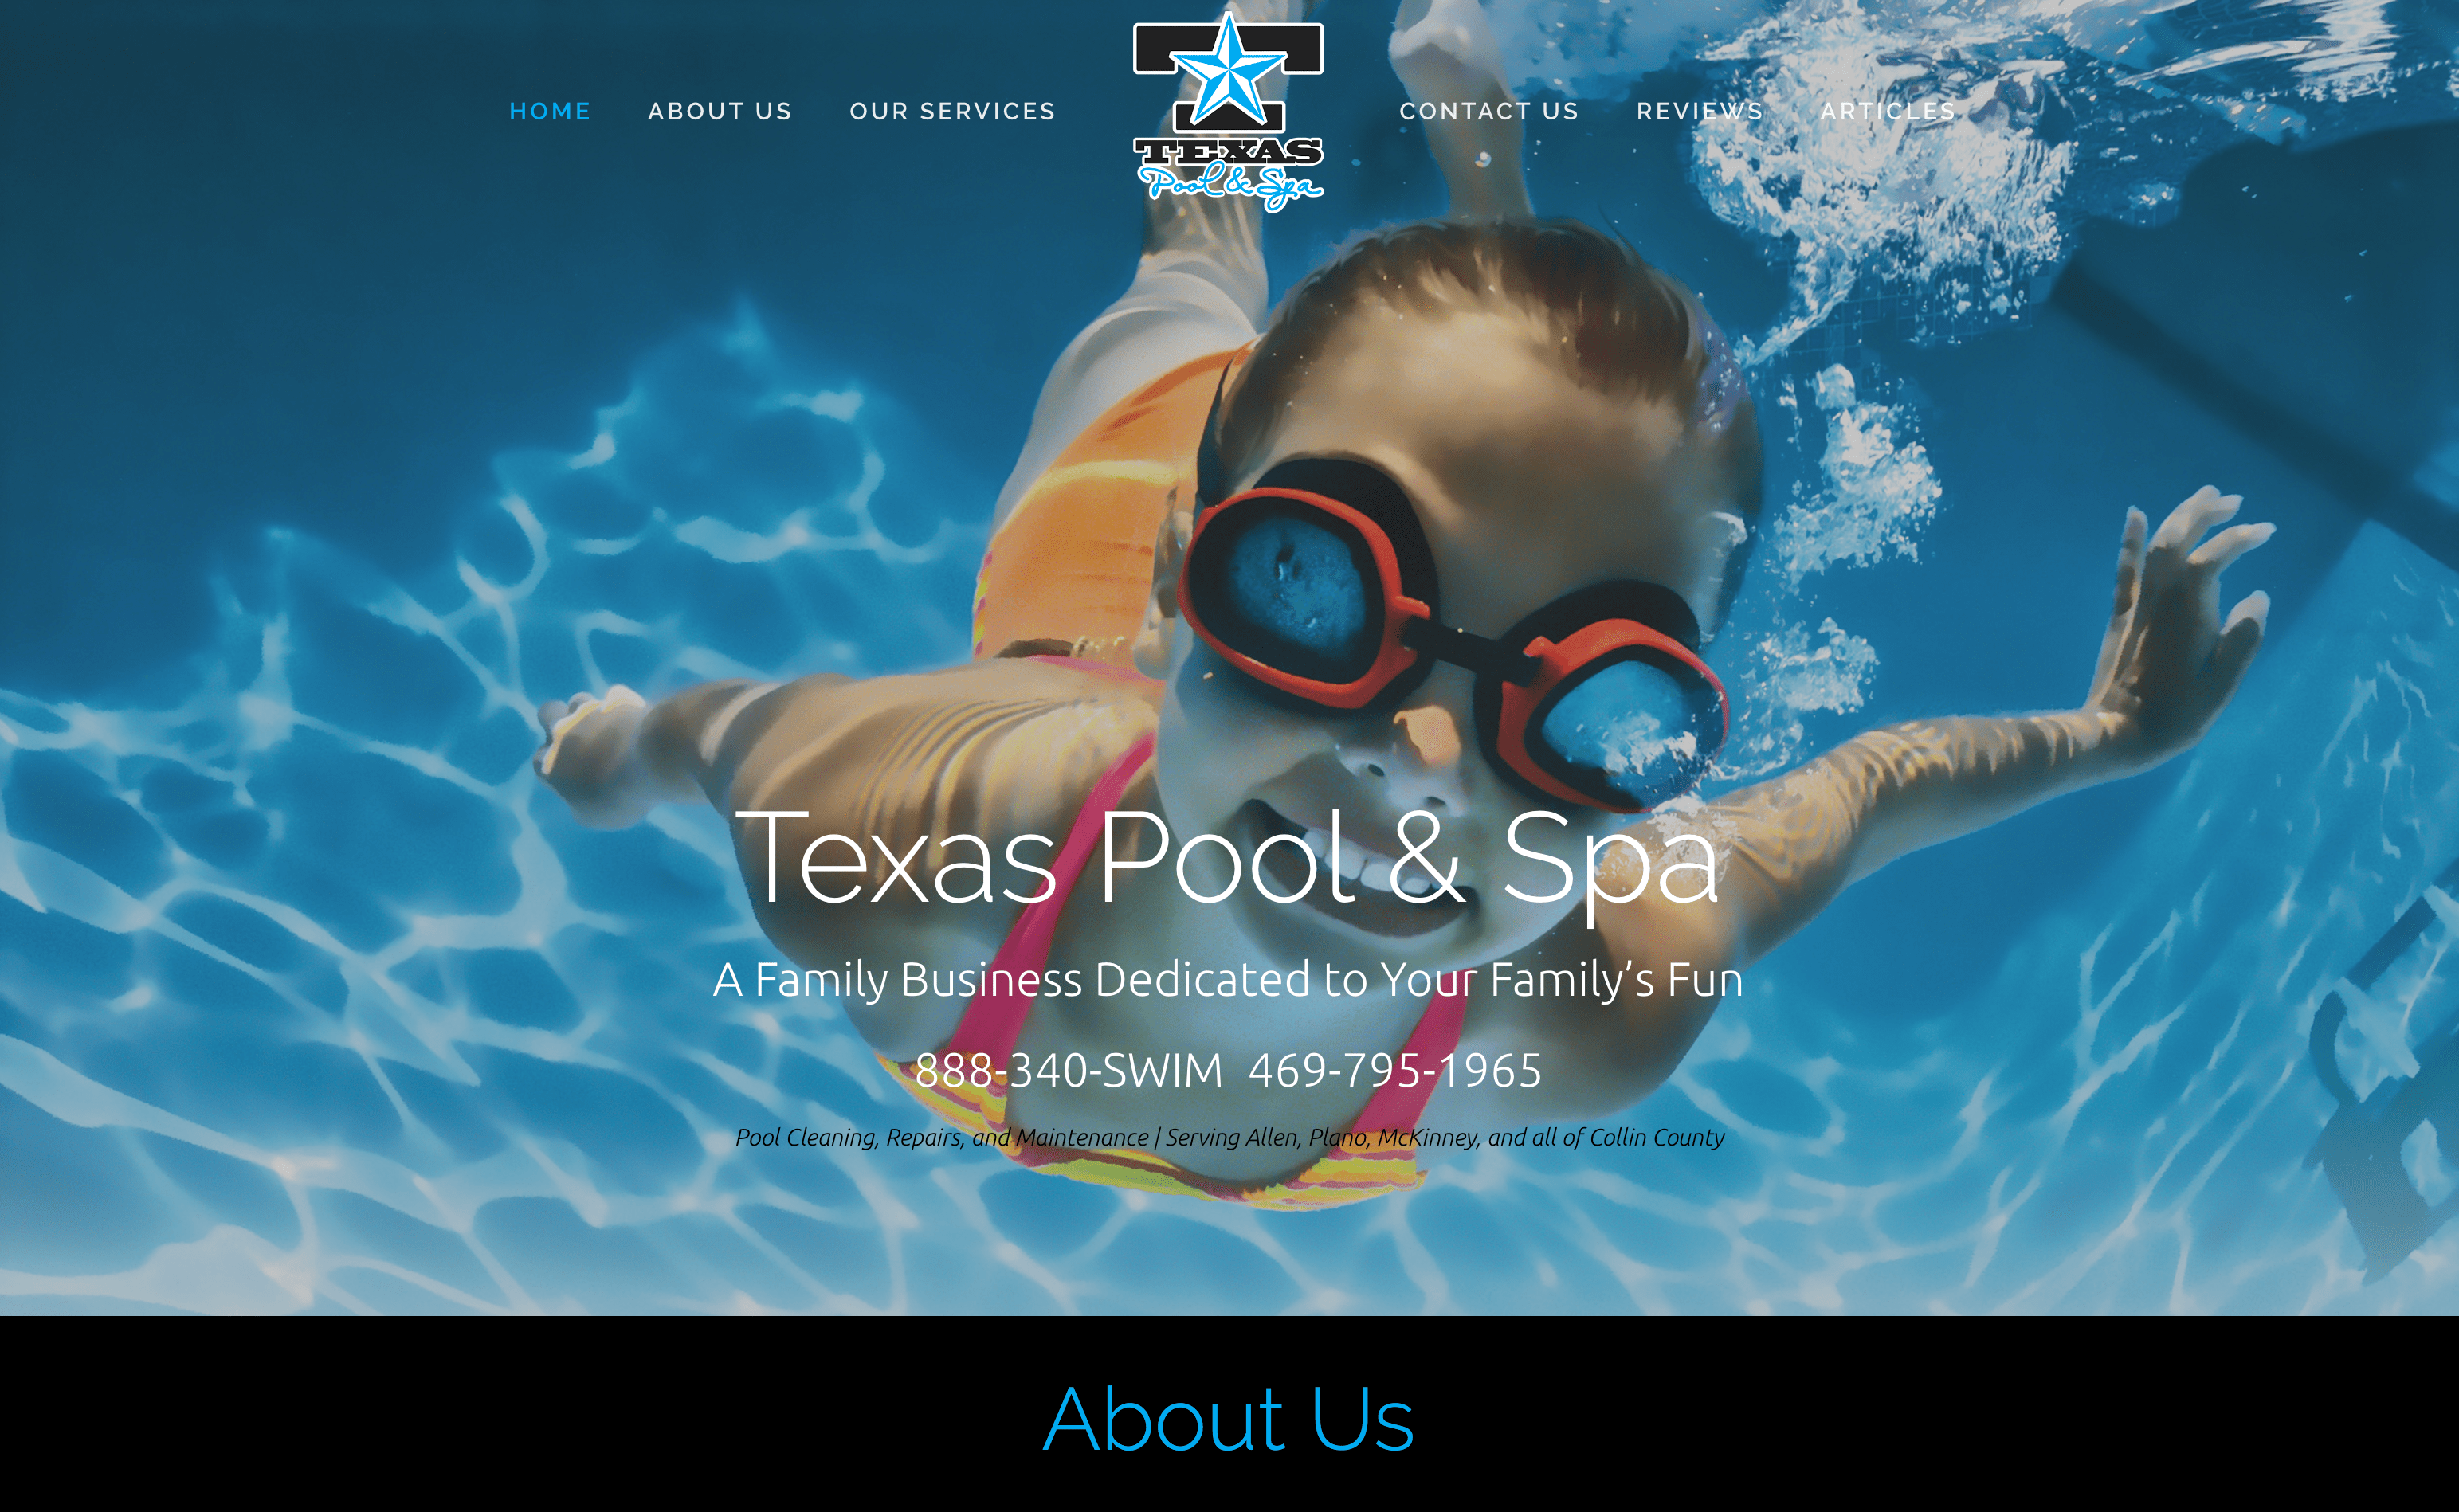 HOME ABOUT US OUR SERVICES CONTACT US REVIEWS ARTICLES
TEXAS
Pool & Spa
Texas Pool & Spa
A Family Business Dedicated to Your Family’s Fun
888-340-SWIM 469-795-1965
Pool Cleaning, Repairs, and Maintenance | Serving Allen, Plano, McKinney, and all of Collin County
About Us